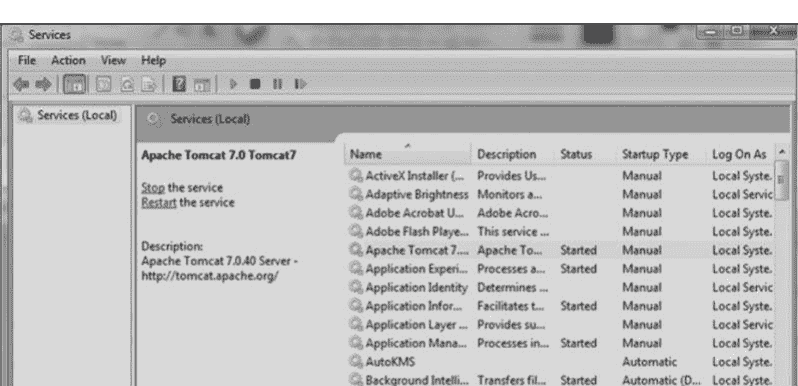 Services
File Action View Help
Services (Local)
Services (Local)
Apache Tomcat 7.0 Tomcat7
Stop the service
Restart the service
Description:
Apache Tomcat 7.0.40 Server -
http://tomcat.apache.org/
Name Description Status Startup Type Log On As
ActiveX Installer (... Provides Us... Manual Local Syste...
Adaptive Brightness Monitors a... Manual Local Servic
Adobe Acrobat U... Adobe Acro... Manual Local Syste...
Adobe Flash Playe... This service ... Manual Local Syste...
Apache Tomcat 7.... Apache To... Started Manual Local Syste...
Application Experi... Processes a... Started Manual Local Syste...
Application Identity Determines ... Manual Local Servic
Application Infor... Facilitates t... Started Manual Local Syste...
Application Layer ... Provides su... Manual Local Servic
Application Mana... Processes in... Started Manual Local Syste...
AutoKMS Automatic Local Syste...
Background Intelli... Transfers fil... Started Automatic (D... Local Syste...